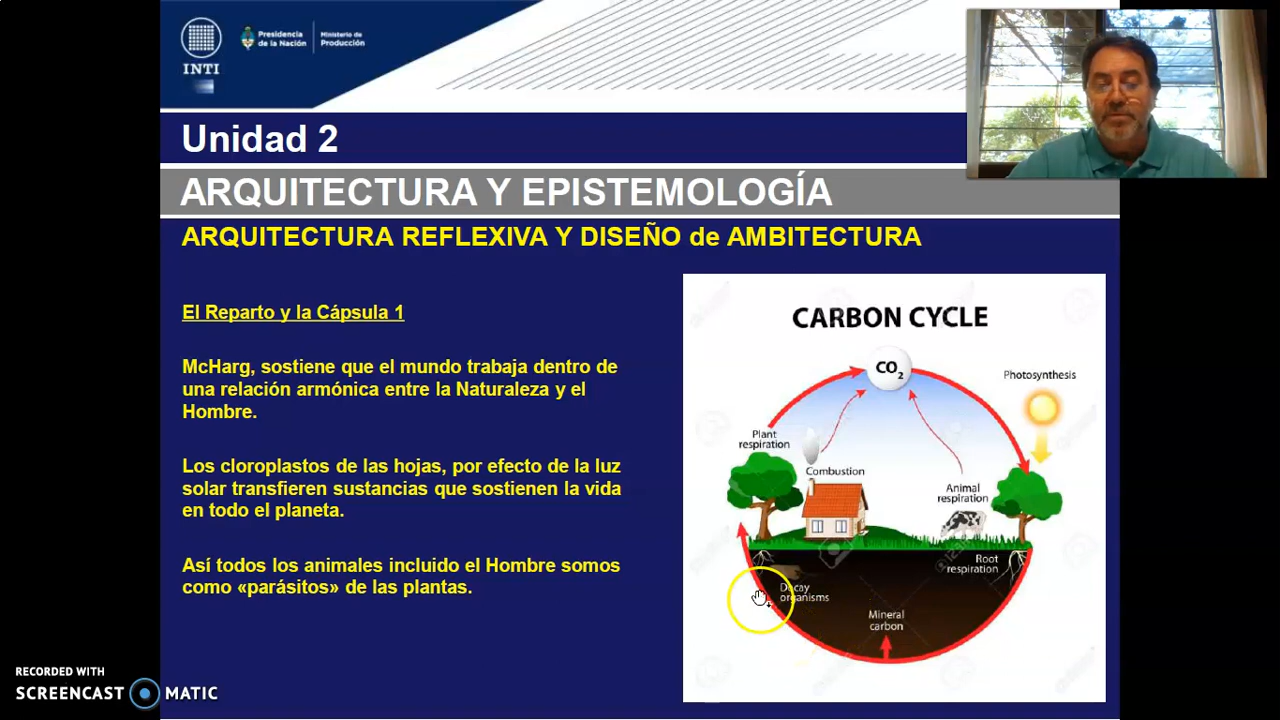 INTI
Presidencia
de la Nación
Ministerio de
Producción
Unidad 2
ARQUITECTURA Y EPISTEMOLOGÍA
ARQUITECTURA REFLEXIVA Y DISEÑO de AMBITECTURA
El Reparto y la Cápsula 1
McHarg, sostiene que el mundo trabaja dentro de
una relación armónica entre la Naturaleza y el
Hombre.
Los cloroplastos de las hojas, por efecto de la luz
solar transfieren sustancias que sostienen la vida
en todo el planeta.
Así todos los animales incluido el Hombre somos
como «parásitos» de las plantas.
CARBON CYCLE
CO2
Photosynthesis
Plant
respiration
Combustion
Animal
respiration
Root
respiration
Decay
organisms
Mineral
carbon
RECORDED WITH
SCREENCAST MATIC